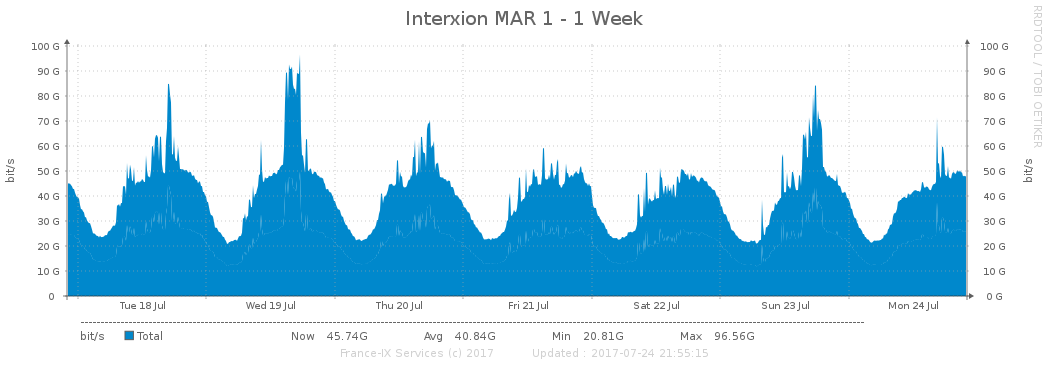 Interxion MAR 1 - 1 Week
RRDTOOL / TOBI OETIKER
100 G 100 G
90 G 90 G
80 G 80 G
70 G 70 G
60 G 60 G
50 G 50 G
40 G 40 G
30 G 30 G
20 G 20 G
10 G 10 G
0 0 G
bit/s bit/s
Tue 18 Jul Wed 19 Jul Thu 20 Jul Fri 21 Jul Sat 22 Jul Sun 23 Jul Mon 24 Jul
bit/s Total Now 45.74G Avg 40.84G Min 20.81G Max 96.56G
France-IX Services (c) 2017 Updated : 2017-07-24 21:55:15